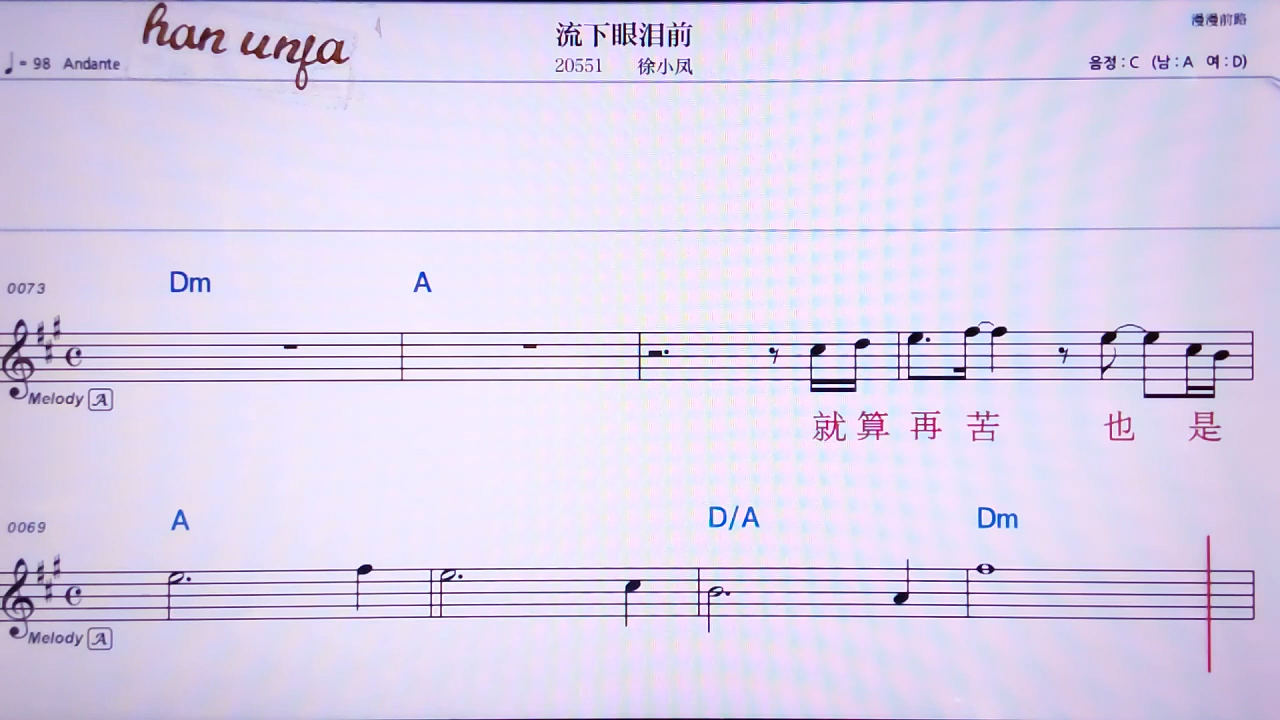 han unfa
流下眼泪前
漫漫前路
♩= 98 Andante
20551 徐小凤
음정 : C (남 : A 여 : D)
0073 Dm A
Melody A
就 算 再 苦 也 是
0069 A D/A Dm
Melody A